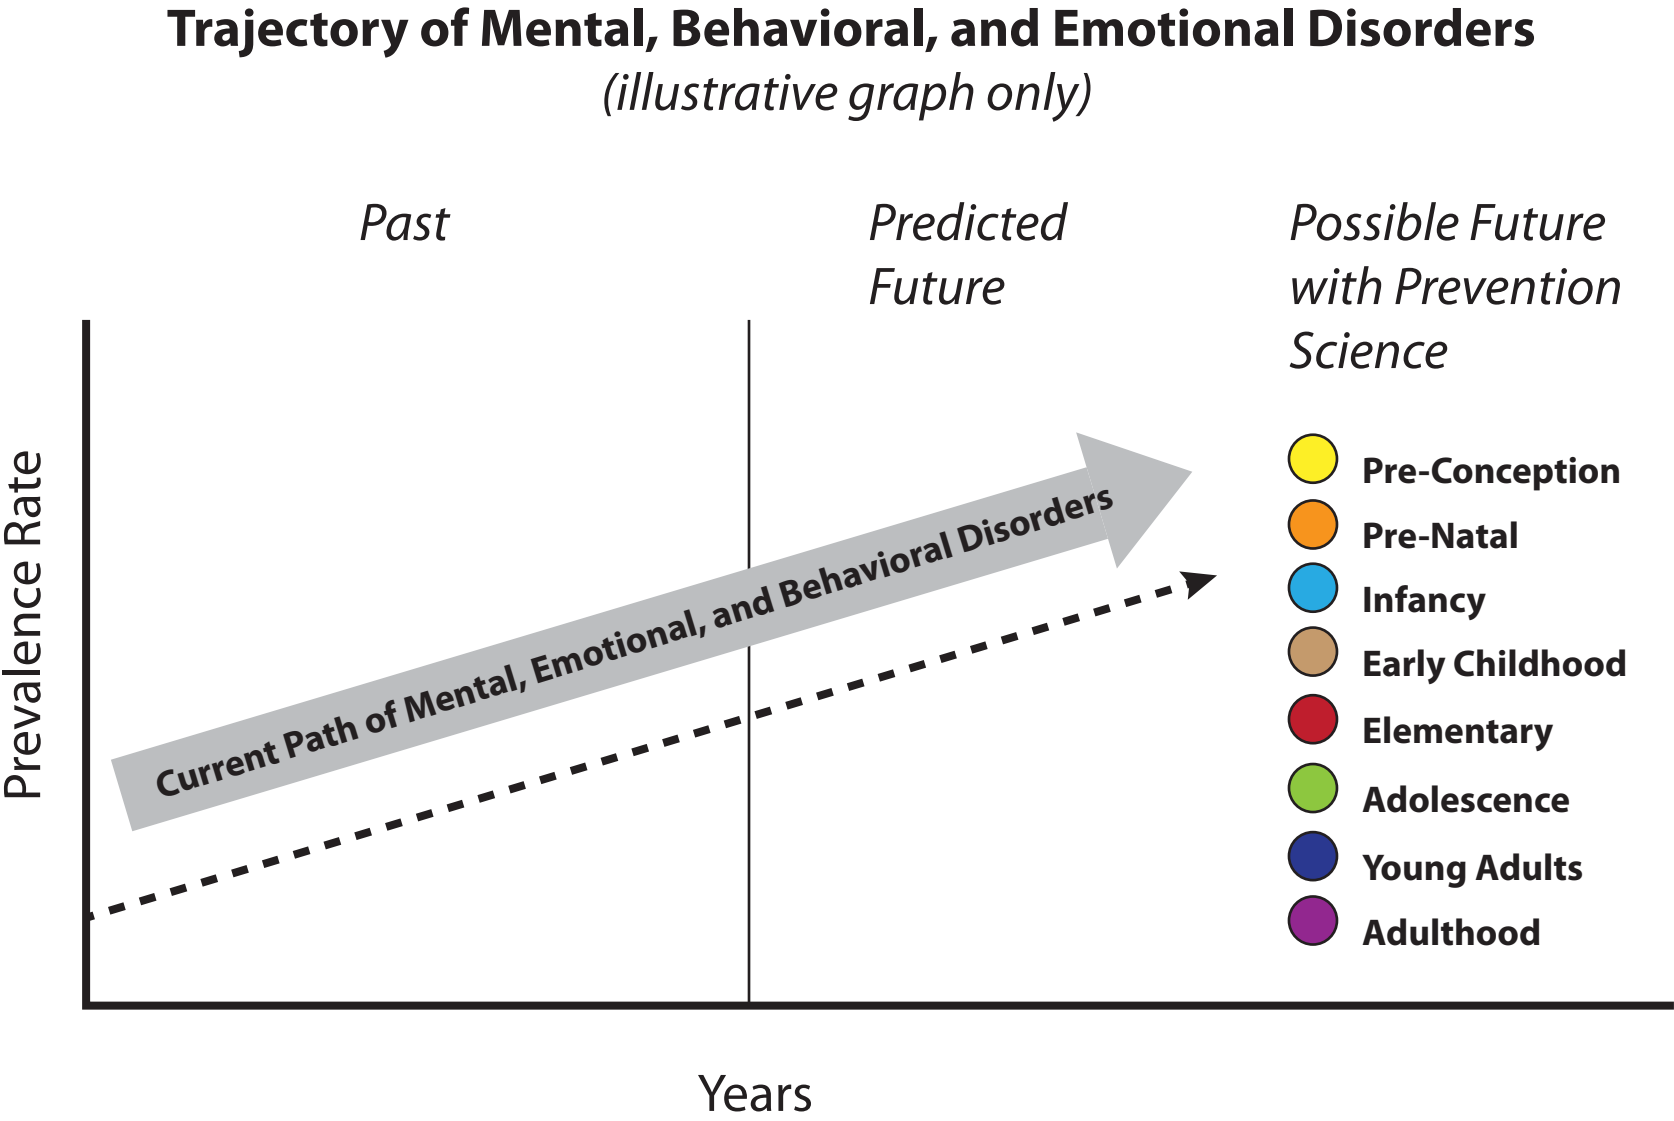 Trajectory of Mental, Behavioral, and Emotional Disorders
(illustrative graph only)
Past
Predicted
Future
Possible Future
with Prevention
Science
Prevalence Rate
Current Path of Mental, Emotional, and Behavioral Disorders
Pre-Conception
Pre-Natal
Infancy
Early Childhood
Elementary
Adolescence
Young Adults
Adulthood
Years